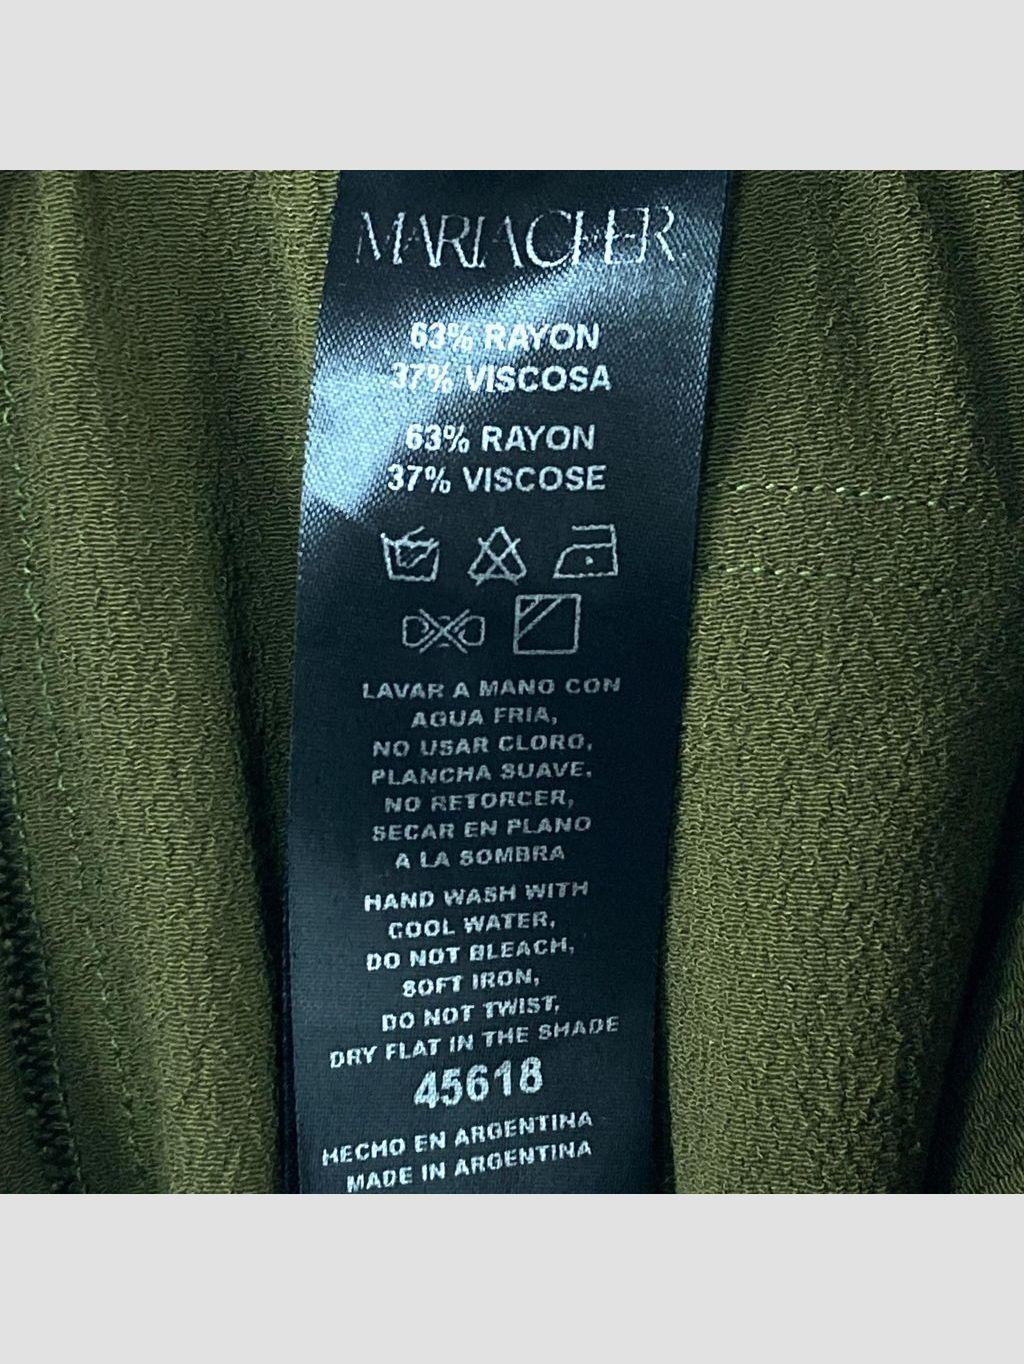 MARIACHER
63% RAYON
37% VISCOSA
63% RAYON
37% VISCOSE
LAVAR A MANO CON
AGUA FRIA,
NO USAR CLORO,
PLANCHA SUAVE,
NO RETORCER,
SECAR EN PLANO
A LA SOMBRA
HAND WASH WITH
COOL WATER,
DO NOT BLEACH,
SOFT IRON,
DO NOT TWIST,
DRY FLAT IN THE SHADE
45618
HECHO EN ARGENTINA
MADE IN ARGENTINA